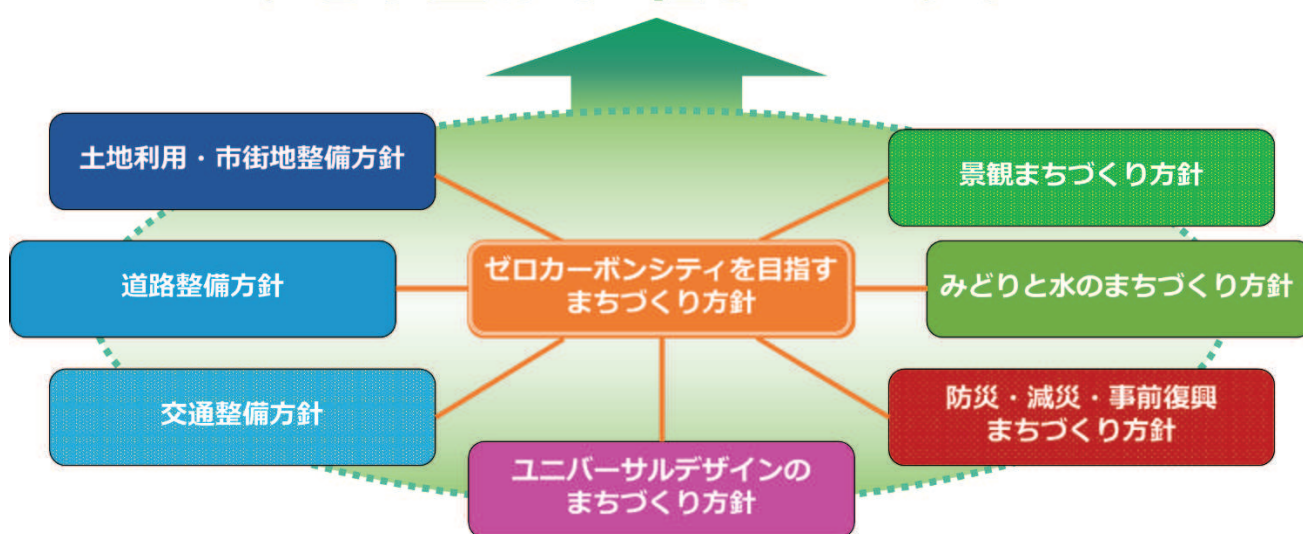 土地利用・市街地整備方針
景観まちづくり方針
道路整備方針
ゼロカーボンシティを目指す
まちづくり方針
みどりと水のまちづくり方針
交通整備方針
防災・減災・事前復興
まちづくり方針
ユニバーサルデザインの
まちづくり方針